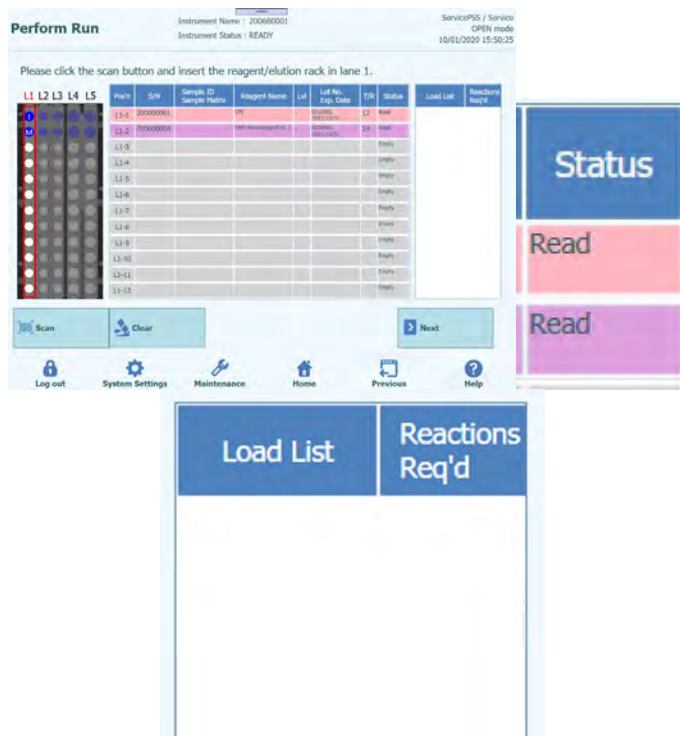 Perform Run
Instrument Name : 200680001
Instrument Status : READY
ServicePSS / Service
OPEN mode
10/01/2020 15:50:25
Please click the scan button and insert the reagent/elution rack in lane 1.
L1 L2 L3 L4 L5
Pos'n S/N Sample ID Sample Matrix Reagent Name Lvl Lot No. Exp. Date T/R Status
L1-1 12 Read
L1-2 24 Read
L1-3 Empty
L1-4 Empty
L1-5 Empty
L1-6 Empty
L1-7 Empty
L1-8 Empty
L1-9 Empty
L1-10 Empty
L1-11 Empty
L1-12 Empty
Load List Reactions Req'd
Scan
Clear
Next
Log out
System Settings
Maintenance
Home
Previous
Help
Status
Read
Read
Load List
Reactions
Req'd